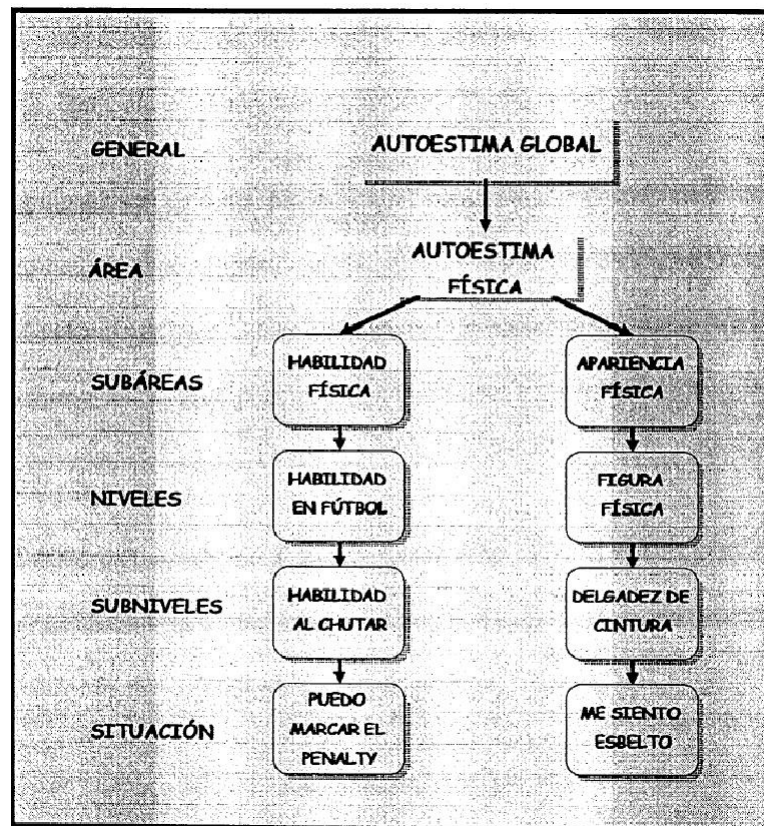 GENERAL
AUTOESTIMA GLOBAL
ÁREA
AUTOESTIMA
FÍSICA
SUBÁREAS
HABILIDAD
FÍSICA
APARIENCIA
FÍSICA
NIVELES
HABILIDAD
EN FÚTBOL
FIGURA
FÍSICA
SUBNIVELES
HABILIDAD
AL CHUTAR
DELGADEZ DE
CINTURA
SITUACIÓN
PUEDO
MARCAR EL
PENALTY
ME SIENTO
ESBELTO